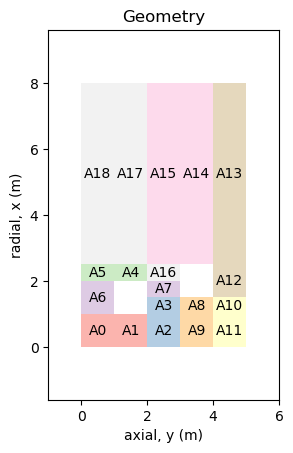 Geometry
8
6
4
2
0
radial, x (m)
A18 A17 A15 A14 A13
A5 A4 A16
A12
A6 A7
A3 A8 A10
A0 A1 A2 A9 A11
0 2 4 6
axial, y (m)